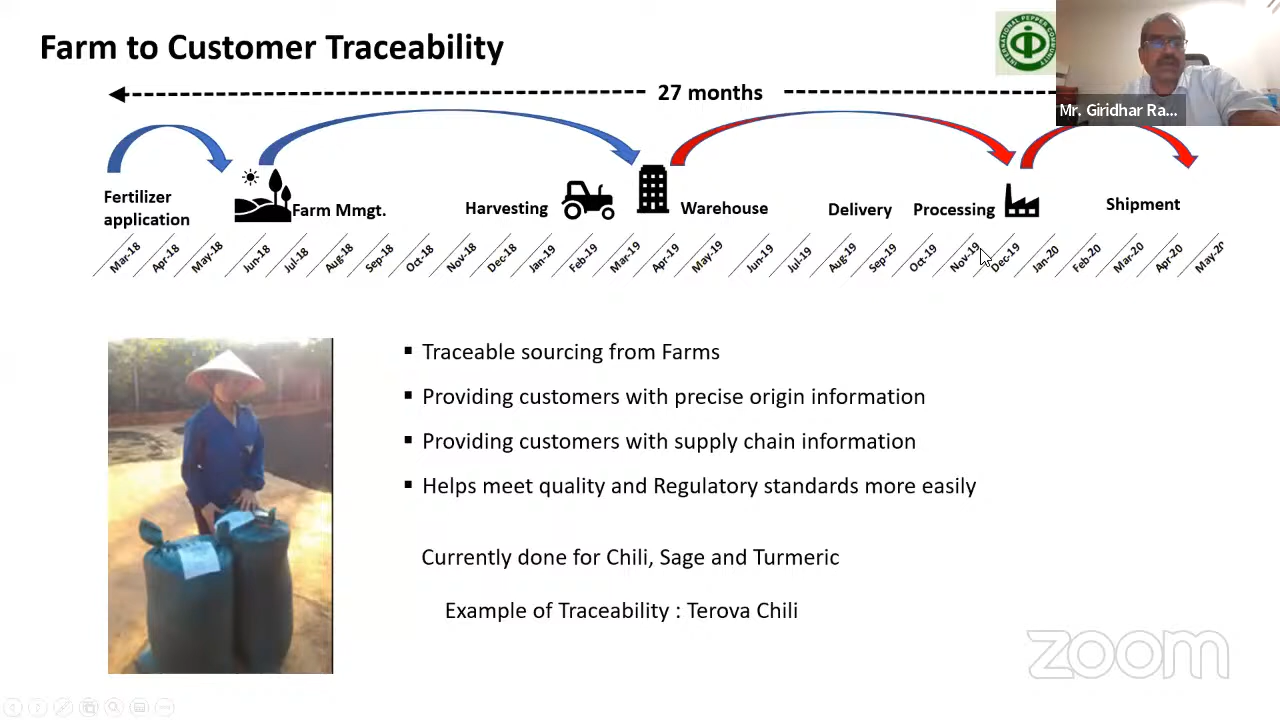 Farm to Customer Traceability
INTERNATIONAL PEPPER COMMUNITY
27 months
Mr. Giridhar Ra...
Fertilizer
application
Farm Mmgt.
Harvesting
Warehouse
Delivery
Processing
Shipment
Mar-18
Apr-18
May-18
Jun-18
Jul-18
Aug-18
Sep-18
Oct-18
Nov-18
Dec-18
Jan-19
Feb-19
Mar-19
Apr-19
May-19
Jun-19
Jul-19
Aug-19
Sep-19
Oct-19
Nov-19
Dec-19
Jan-20
Feb-20
Mar-20
Apr-20
May-20
▪ Traceable sourcing from Farms
▪ Providing customers with precise origin information
▪ Providing customers with supply chain information
▪ Helps meet quality and Regulatory standards more easily
Currently done for Chili, Sage and Turmeric
Example of Traceability : Terova Chili
zoom